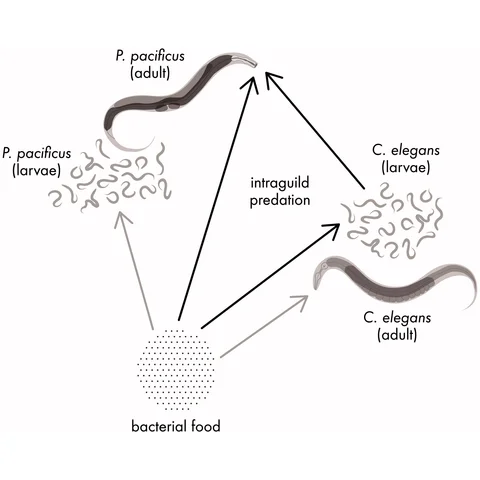 P. pacificus
(adult)
P. pacificus
(larvae)
C. elegans
(larvae)
intraguild
predation
C. elegans
(adult)
bacterial food